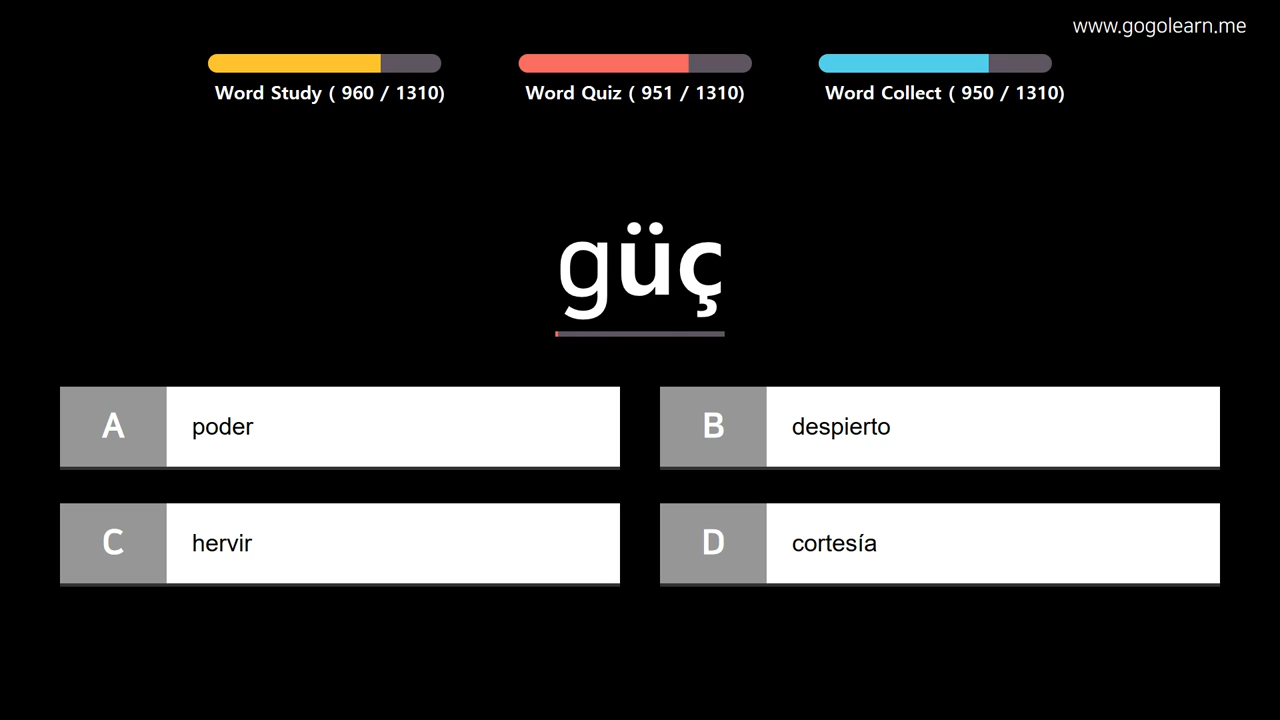 www.gogolearn.me
Word Study ( 960 / 1310)
Word Quiz ( 951 / 1310)
Word Collect ( 950 / 1310)
güç
A poder
B despierto
C hervir
D cortesía